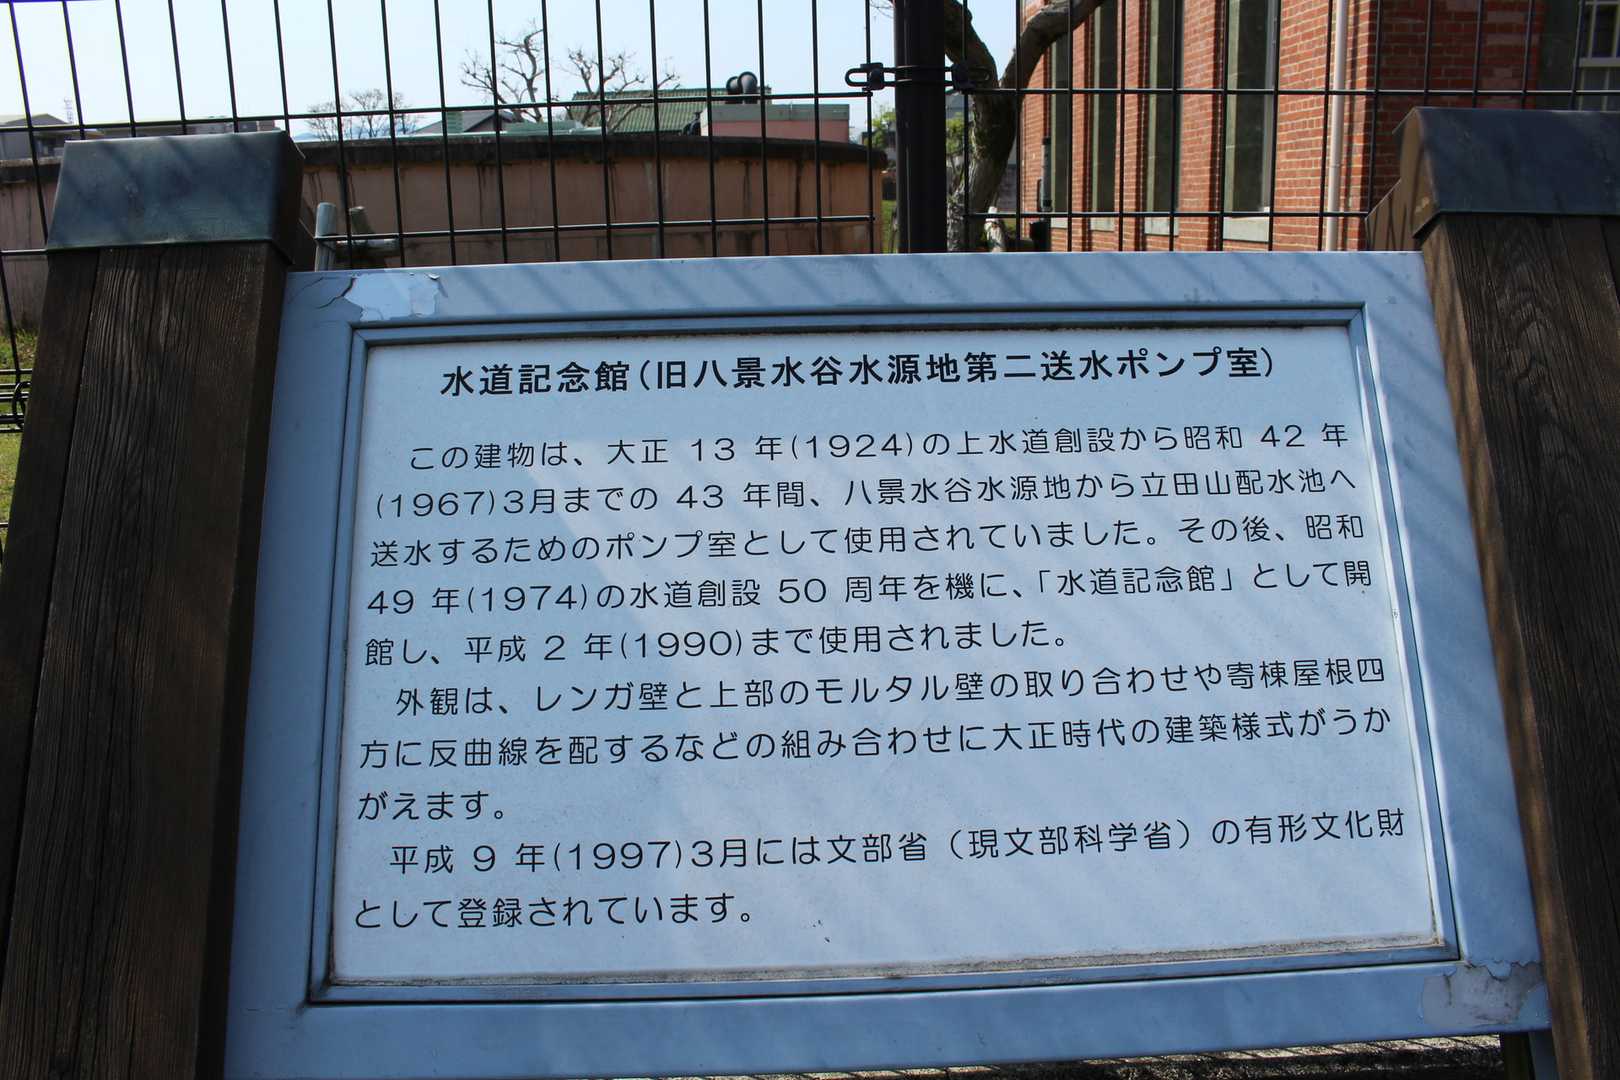 水道記念館(旧八景水谷水源地第二送水ポンプ室)
この建物は、大正 13 年(1924)の上水道創設から昭和 42 年
(1967)3月までの 43 年間、八景水谷水源地から立田山配水池へ
送水するためのポンプ室として使用されていました。その後、昭和
49 年(1974)の水道創設 50 周年を機に、「水道記念館」として開
館し、平成 2 年(1990)まで使用されました。
外観は、レンガ壁と上部のモルタル壁の取り合わせや寄棟屋根四
方に反曲線を配するなどの組み合わせに大正時代の建築様式がうか
がえます。
平成 9 年(1997)3月には文部省（現文部科学省）の有形文化財
として登録されています。